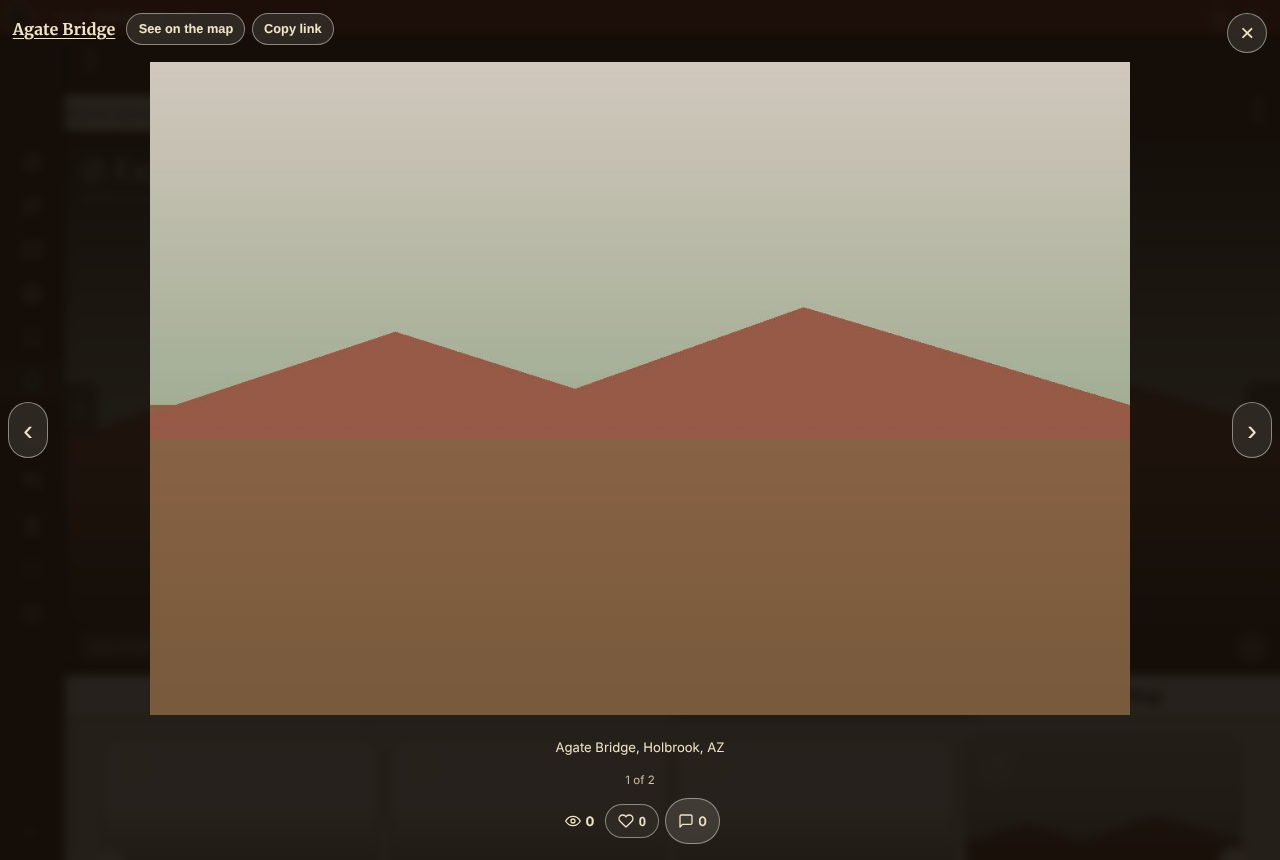 Agate Bridge
See on the map
Copy link
Agate Bridge, Holbrook, AZ
1 of 2
0
0
0